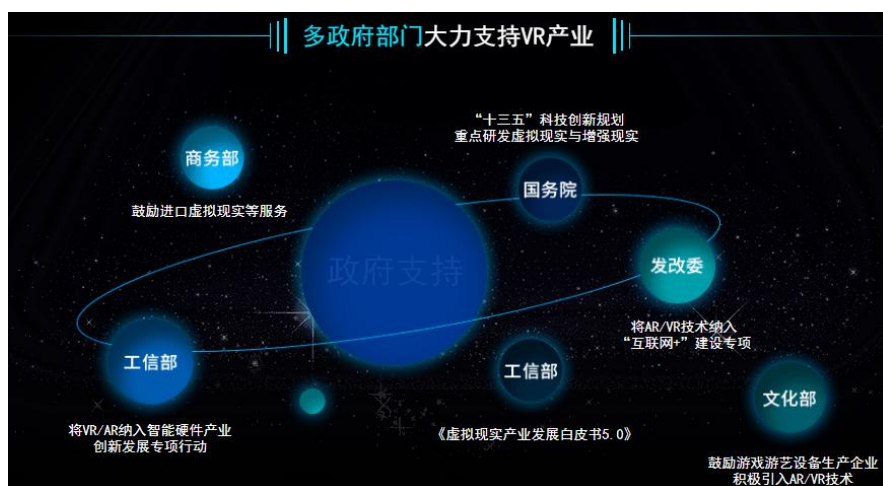 多政府部门大力支持VR产业
“十三五”科技创新规划
重点研发虚拟现实与增强现实
商务部
国务院
鼓励进口虚拟现实等服务
政府支持
发改委
将AR/VR技术纳入
“互联网+”建设专项
工信部
工信部
文化部
将VR/AR纳入智能硬件产业
创新发展专项行动
《虚拟现实产业发展白皮书5.0》
鼓励游戏游艺设备生产企业
积极引入AR/VR技术